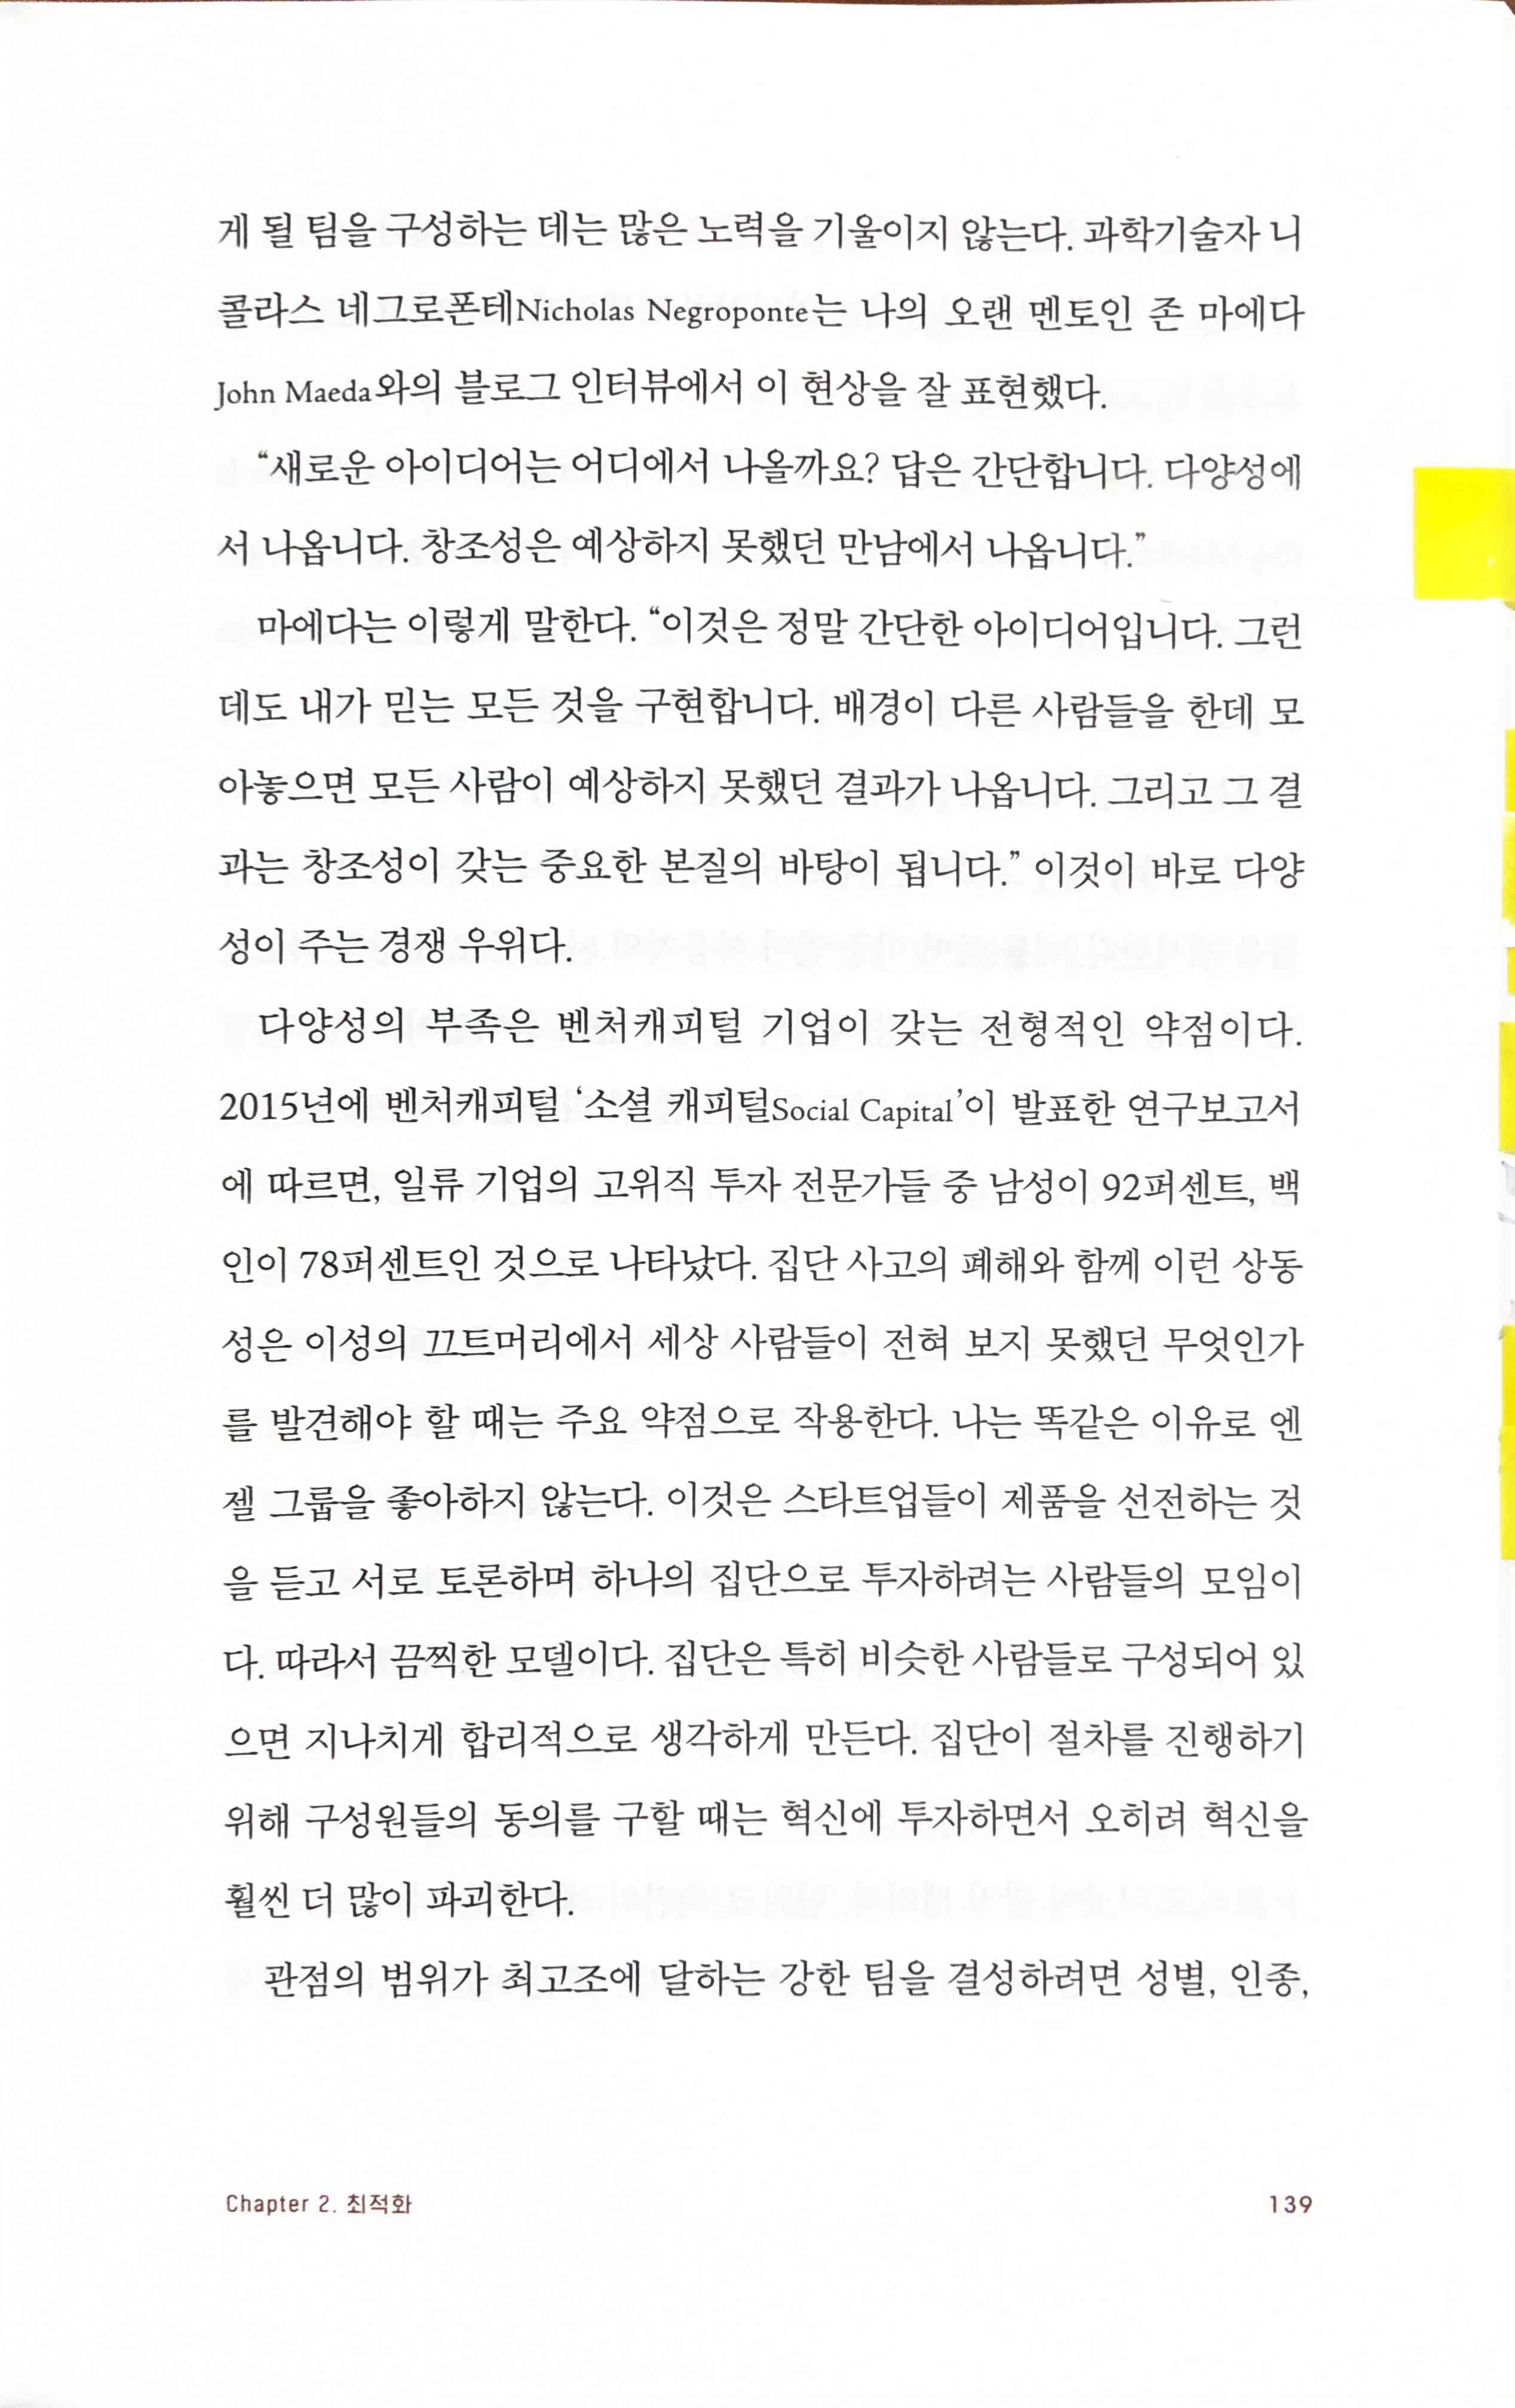 게 될 팀을 구성하는 데는 많은 노력을 기울이지 않는다. 과학기술자 니
콜라스 네그로폰테Nicholas Negroponte는 나의 오랜 멘토인 존 마에다
John Maeda와의 블로그 인터뷰에서 이 현상을 잘 표현했다.
“새로운 아이디어는 어디에서 나올까요? 답은 간단합니다. 다양성에
서 나옵니다. 창조성은 예상하지 못했던 만남에서 나옵니다.”
마에다는 이렇게 말한다. “이것은 정말 간단한 아이디어입니다. 그런
데도 내가 믿는 모든 것을 구현합니다. 배경이 다른 사람들을 한데 모
아놓으면 모든 사람이 예상하지 못했던 결과가 나옵니다. 그리고 그 결
과는 창조성이 갖는 중요한 본질의 바탕이 됩니다.” 이것이 바로 다양
성이 주는 경쟁 우위다.
다양성의 부족은 벤처캐피털 기업이 갖는 전형적인 약점이다.
2015년에 벤처캐피털 ‘소셜 캐피털Social Capital’이 발표한 연구보고서
에 따르면, 일류 기업의 고위직 투자 전문가들 중 남성이 92퍼센트, 백
인이 78퍼센트인 것으로 나타났다. 집단 사고의 폐해와 함께 이런 상동
성은 이성의 끄트머리에서 세상 사람들이 전혀 보지 못했던 무엇인가
를 발견해야 할 때는 주요 약점으로 작용한다. 나는 똑같은 이유로 엔
젤 그룹을 좋아하지 않는다. 이것은 스타트업들이 제품을 선전하는 것
을 듣고 서로 토론하며 하나의 집단으로 투자하려는 사람들의 모임이
다. 따라서 끔찍한 모델이다. 집단은 특히 비슷한 사람들로 구성되어 있
으면 지나치게 합리적으로 생각하게 만든다. 집단이 절차를 진행하기
위해 구성원들의 동의를 구할 때는 혁신에 투자하면서 오히려 혁신을
훨씬 더 많이 파괴한다.
관점의 범위가 최고조에 달하는 강한 팀을 결성하려면 성별, 인종,
Chapter 2. 최적화
139